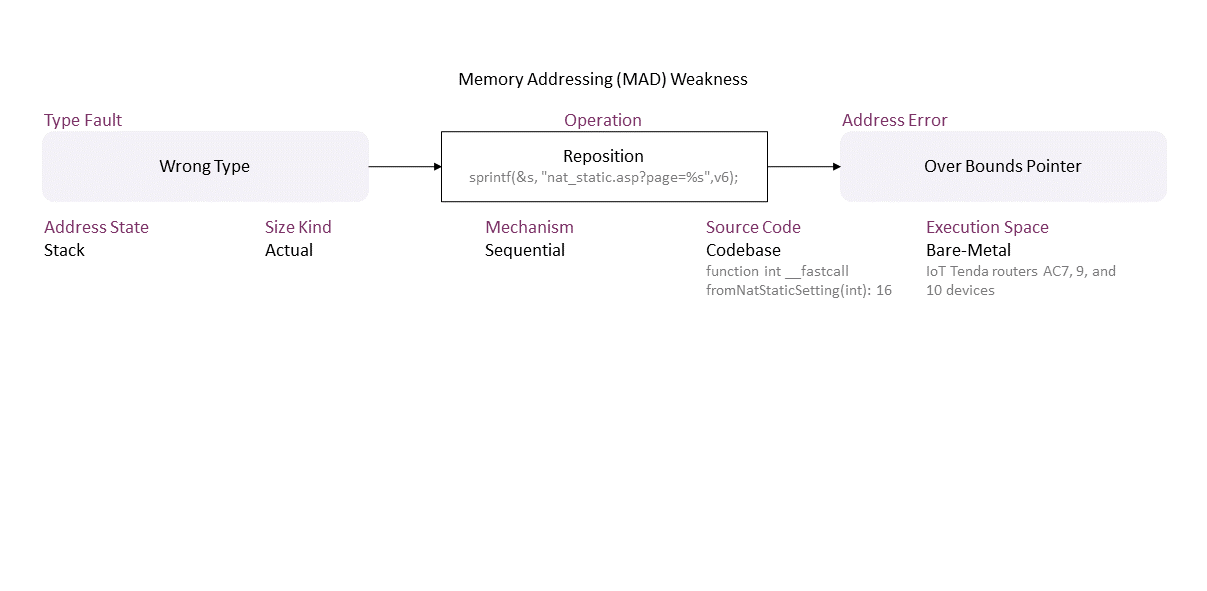 Memory Addressing (MAD) Weakness
Type Fault
Operation
Address Error
Wrong Type
Reposition
sprintf(&s, "nat_static.asp?page=%s",v6);
Over Bounds Pointer
Address State
Stack
Size Kind
Actual
Mechanism
Sequential
Source Code
Codebase
function int __fastcall
fromNatStaticSetting(int): 16
Execution Space
Bare-Metal
IoT Tenda routers AC7, 9, and
10 devices